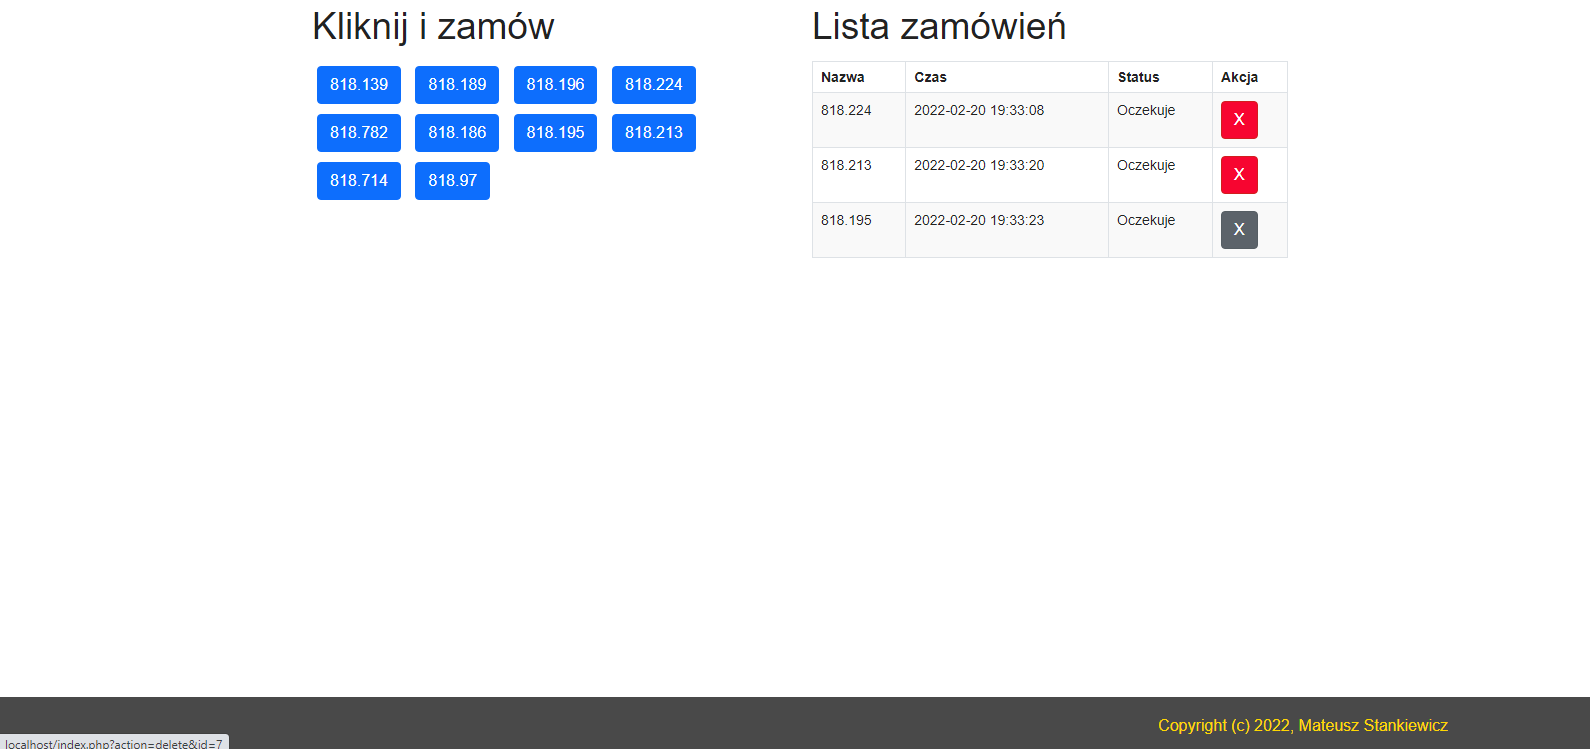 Kliknij i zamów
818.139 818.189 818.196 818.224
818.782 818.186 818.195 818.213
818.714 818.97
Lista zamówień
Nazwa Czas Status Akcja
818.224 2022-02-20 19:33:08 Oczekuje X
818.213 2022-02-20 19:33:20 Oczekuje X
818.195 2022-02-20 19:33:23 Oczekuje X
Copyright (c) 2022, Mateusz Stankiewicz
localhost/index.php?action=delete&id=7